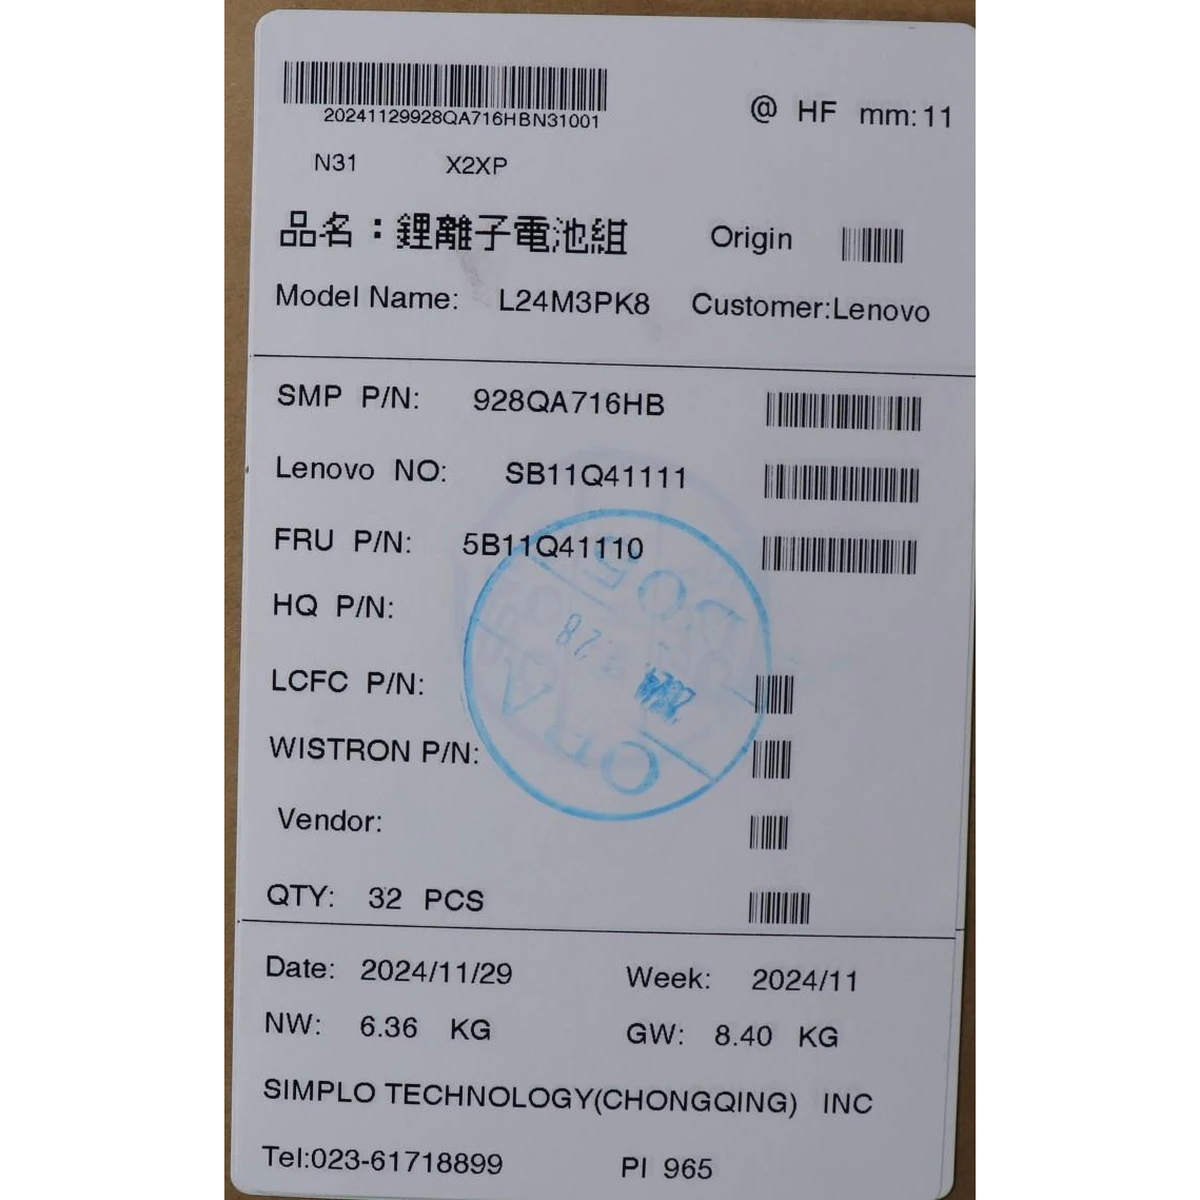 @ HF mm:11
20241129928QA716HBN31001
N31 X2XP
品名：鋰離子電池組 Origin
Model Name: L24M3PK8 Customer:Lenovo
SMP P/N: 928QA716HB
Lenovo NO: SB11Q41111
FRU P/N: 5B11Q41110
HQ P/N:
LCFC P/N:
WISTRON P/N:
Vendor:
QTY: 32 PCS
Date: 2024/11/29 Week: 2024/11
NW: 6.36 KG GW: 8.40 KG
SIMPLO TECHNOLOGY(CHONGQING) INC
Tel:023-61718899 PI 965